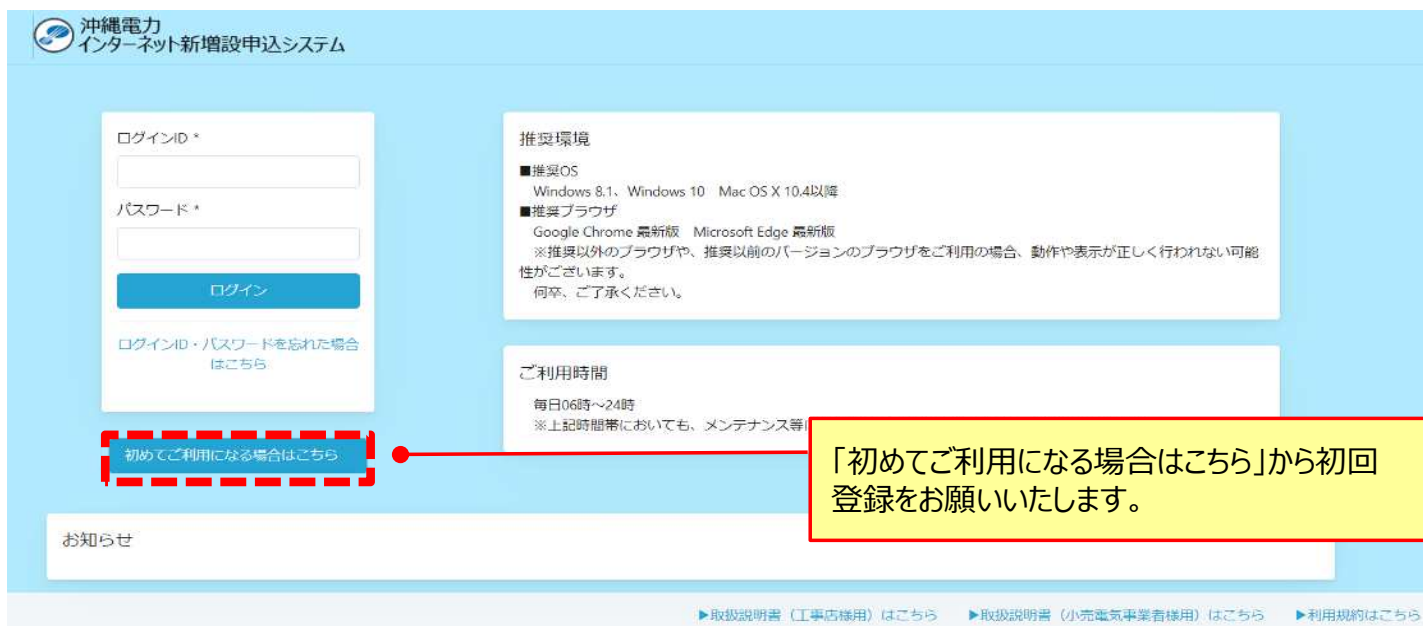 沖縄電力
インターネット新増設申込システム
ログインID *
パスワード *
ログイン
ログインID・パスワードを忘れた場合
はこちら
初めてご利用になる場合はこちら
推奨環境
■推奨OS
Windows 8.1、Windows 10　Mac OS X 10.4以降
■推奨ブラウザ
Google Chrome 最新版　Microsoft Edge 最新版
※推奨以外のブラウザや、推奨以前のバージョンのブラウザをご利用の場合、動作や表示が正しく行われない可能
性がございます。
何卒、ご了承ください。
ご利用時間
毎日06時～24時
※上記時間帯においても、メンテナンス等
「初めてご利用になる場合はこちら」から初回
登録をお願いいたします。
お知らせ
▶取扱説明書（工事店様用）はこちら　▶取扱説明書（小売電気事業者様用）はこちら　▶利用規約はこちら